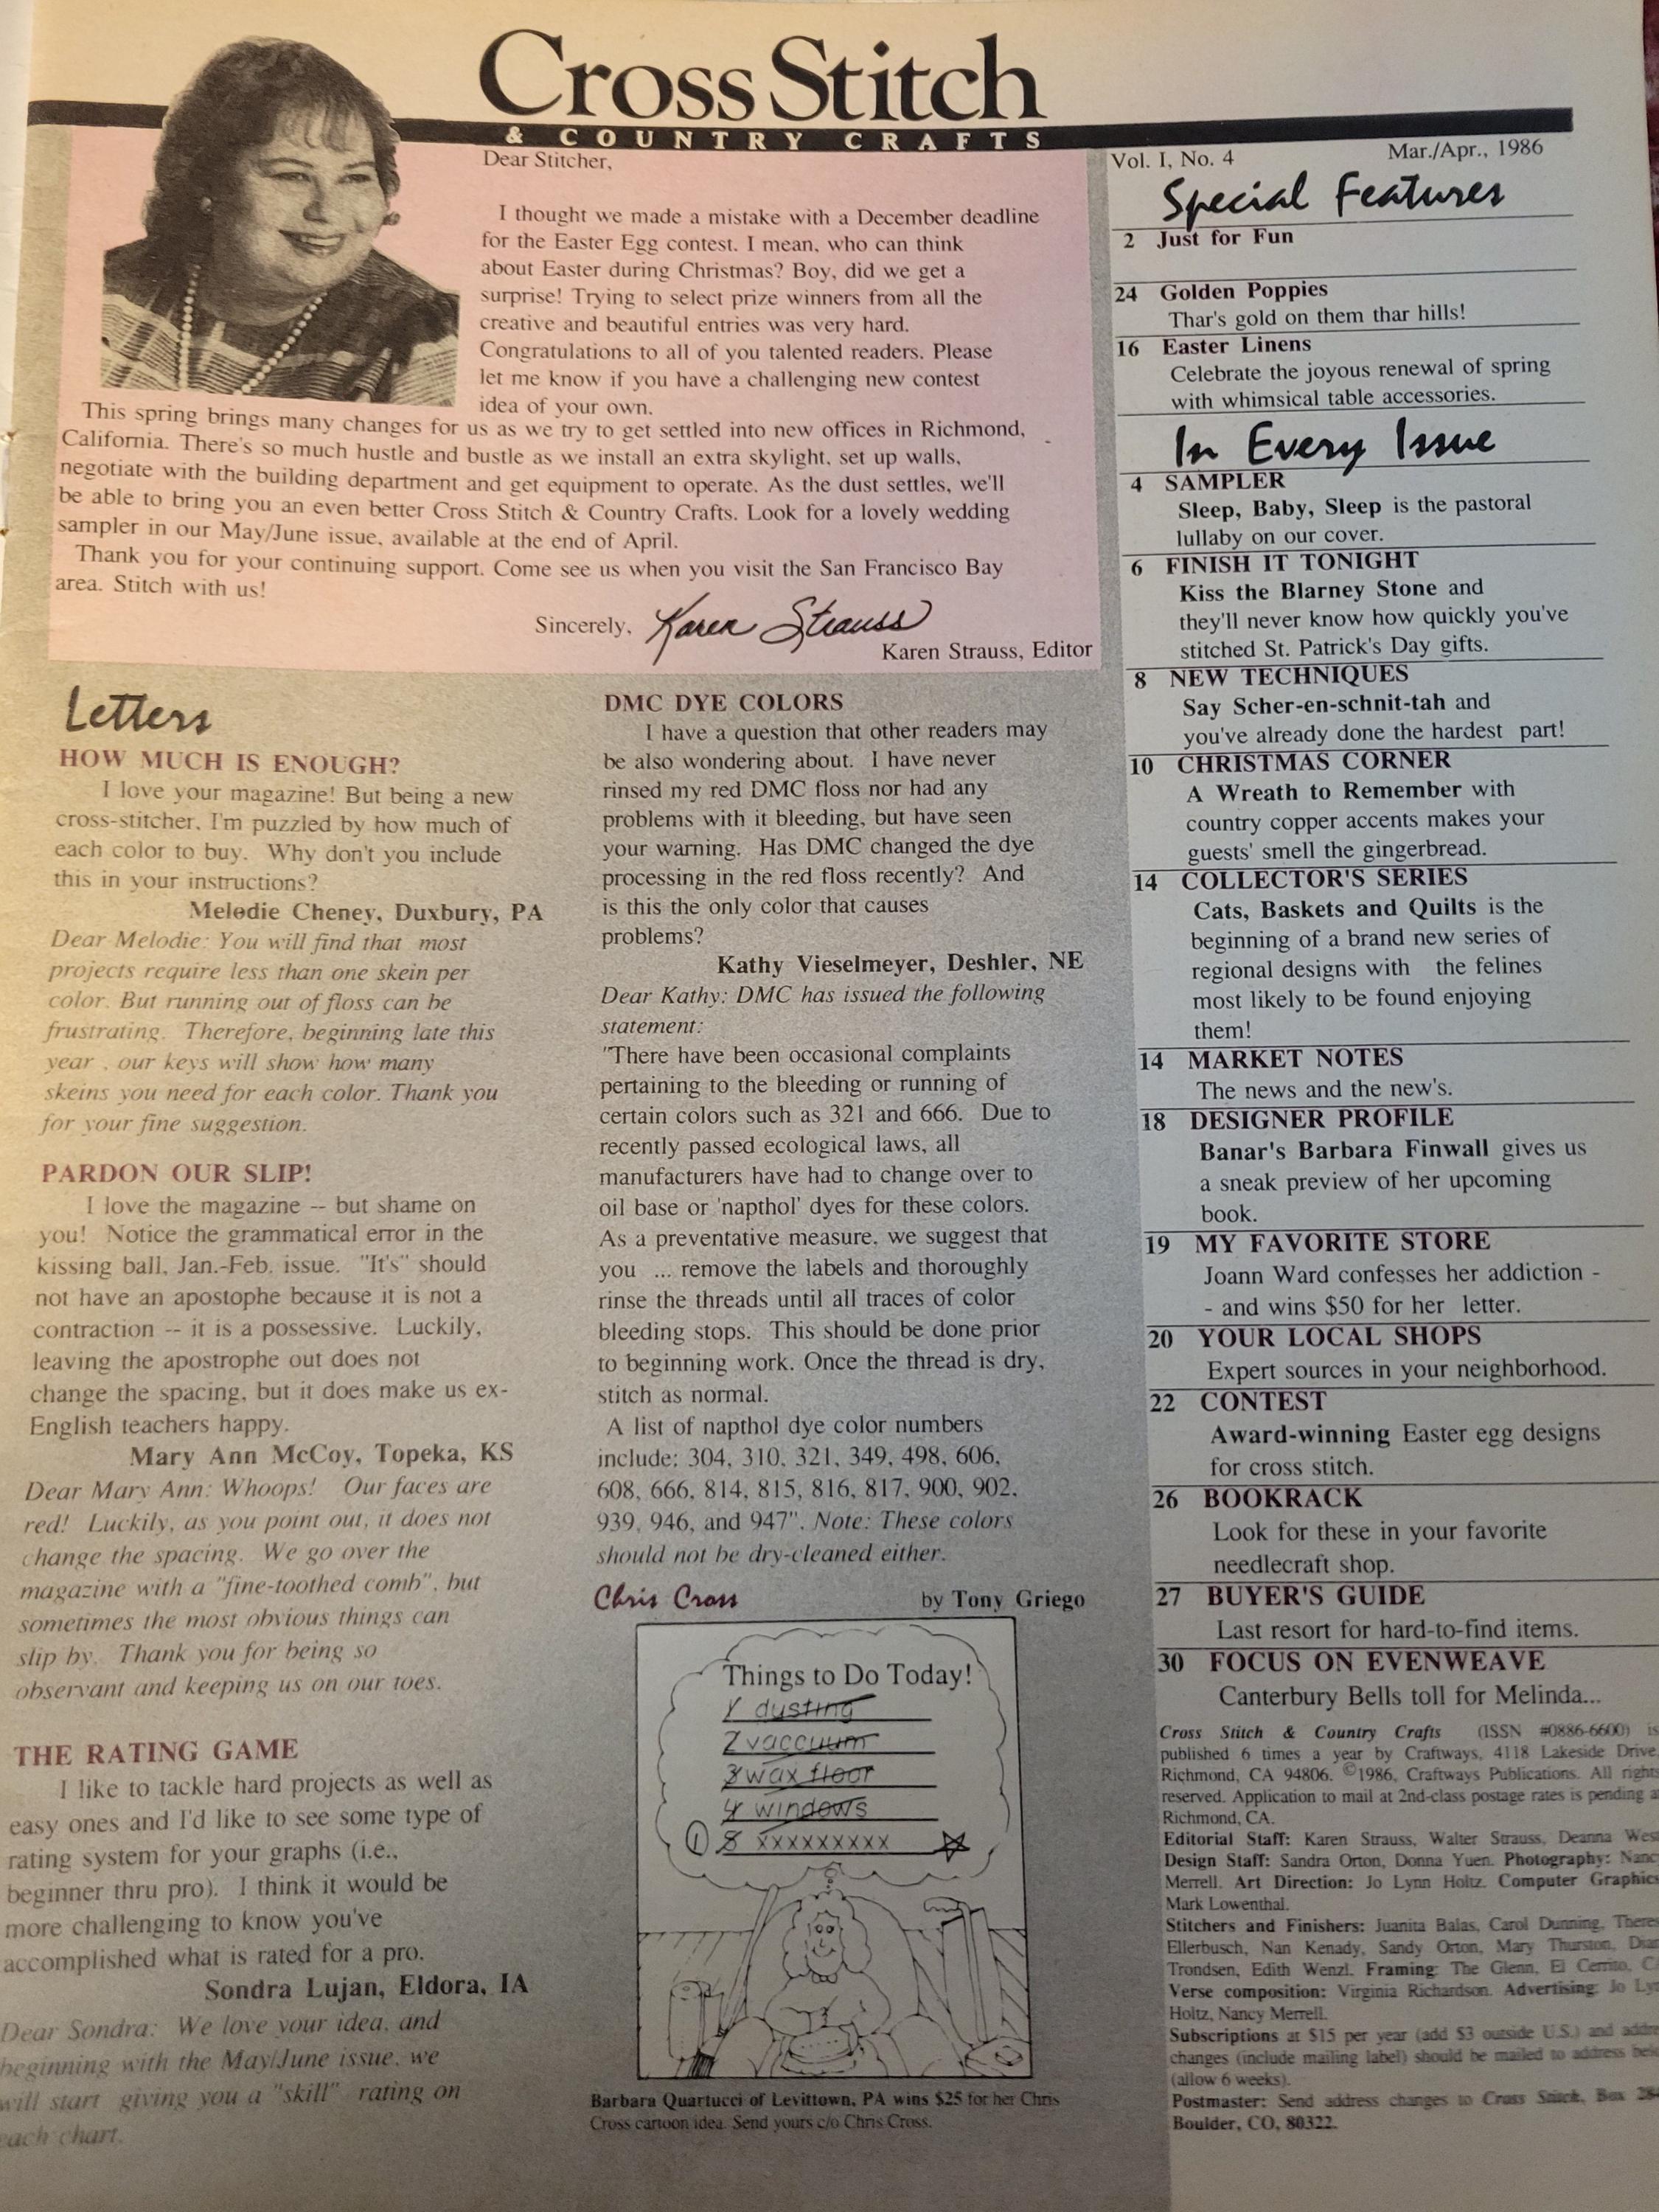 Cross Stitch
& COUNTRY CRAFTS
Dear Stitcher,
I thought we made a mistake with a December deadline
for the Easter Egg contest. I mean, who can think
about Easter during Christmas? Boy, did we get a
surprise! Trying to select prize winners from all the
creative and beautiful entries was very hard.
Congratulations to all of you talented readers. Please
let me know if you have a challenging new contest
idea of your own.
This spring brings many changes for us as we try to get settled into new offices in Richmond,
California. There's so much hustle and bustle as we install an extra skylight, set up walls,
negotiate with the building department and get equipment to operate. As the dust settles, we'll
be able to bring you an even better Cross Stitch & Country Crafts. Look for a lovely wedding
sampler in our May/June issue, available at the end of April.
Thank you for your continuing support. Come see us when you visit the San Francisco Bay
area. Stitch with us!
Sincerely, Karen Strauss
Karen Strauss, Editor
Letters
HOW MUCH IS ENOUGH?
I love your magazine! But being a new
cross-stitcher, I'm puzzled by how much of
each color to buy. Why don't you include
this in your instructions?
Melodie Cheney, Duxbury, PA
Dear Melodie: You will find that most
projects require less than one skein per
color. But running out of floss can be
frustrating. Therefore, beginning late this
year , our keys will show how many
skeins you need for each color. Thank you
for your fine suggestion.
PARDON OUR SLIP!
I love the magazine -- but shame on
you! Notice the grammatical error in the
kissing ball, Jan.-Feb. issue. "It's" should
not have an apostophe because it is not a
contraction -- it is a possessive. Luckily,
leaving the apostrophe out does not
change the spacing, but it does make us ex-
English teachers happy.
Mary Ann McCoy, Topeka, KS
Dear Mary Ann: Whoops! Our faces are
red! Luckily, as you point out, it does not
change the spacing. We go over the
magazine with a "fine-toothed comb", but
sometimes the most obvious things can
slip by. Thank you for being so
observant and keeping us on our toes.
THE RATING GAME
I like to tackle hard projects as well as
easy ones and I'd like to see some type of
rating system for your graphs (i.e.,
beginner thru pro). I think it would be
more challenging to know you've
accomplished what is rated for a pro.
Sondra Lujan, Eldora, IA
Dear Sondra: We love your idea, and
beginning with the May/June issue, we
will start giving you a "skill" rating on
each chart.
DMC DYE COLORS
I have a question that other readers may
be also wondering about. I have never
rinsed my red DMC floss nor had any
problems with it bleeding, but have seen
your warning. Has DMC changed the dye
processing in the red floss recently? And
is this the only color that causes
problems?
Kathy Vieselmeyer, Deshler, NE
Dear Kathy: DMC has issued the following
statement:
"There have been occasional complaints
pertaining to the bleeding or running of
certain colors such as 321 and 666. Due to
recently passed ecological laws, all
manufacturers have had to change over to
oil base or 'napthol' dyes for these colors.
As a preventative measure, we suggest that
you ... remove the labels and thoroughly
rinse the threads until all traces of color
bleeding stops. This should be done prior
to beginning work. Once the thread is dry,
stitch as normal.
A list of napthol dye color numbers
include: 304, 310, 321, 349, 498, 606,
608, 666, 814, 815, 816, 817, 900, 902,
939, 946, and 947". Note: These colors
should not be dry-cleaned either.
Chris Cross by Tony Griego
Things to Do Today!
1 dusting
2 vaccuum
3 wax floor
4 windows
1 5 xxxxxxxxx
Barbara Quartucci of Levittown, PA wins $25 for her Chris
Cross cartoon idea. Send yours c/o Chris Cross.
Vol. I, No. 4 Mar./Apr., 1986
Special Features
2 Just for Fun
24 Golden Poppies
Thar's gold on them thar hills!
16 Easter Linens
Celebrate the joyous renewal of spring
with whimsical table accessories.
In Every Issue
4 SAMPLER
Sleep, Baby, Sleep is the pastoral
lullaby on our cover.
6 FINISH IT TONIGHT
Kiss the Blarney Stone and
they'll never know how quickly you've
stitched St. Patrick's Day gifts.
8 NEW TECHNIQUES
Say Scher-en-schnit-tah and
you've already done the hardest part!
10 CHRISTMAS CORNER
A Wreath to Remember with
country copper accents makes your
guests' smell the gingerbread.
14 COLLECTOR'S SERIES
Cats, Baskets and Quilts is the
beginning of a brand new series of
regional designs with the felines
most likely to be found enjoying
them!
14 MARKET NOTES
The news and the new's.
18 DESIGNER PROFILE
Banar's Barbara Finwall gives us
a sneak preview of her upcoming
book.
19 MY FAVORITE STORE
Joann Ward confesses her addiction -
- and wins $50 for her letter.
20 YOUR LOCAL SHOPS
Expert sources in your neighborhood.
22 CONTEST
Award-winning Easter egg designs
for cross stitch.
26 BOOKRACK
Look for these in your favorite
needlecraft shop.
27 BUYER'S GUIDE
Last resort for hard-to-find items.
30 FOCUS ON EVENWEAVE
Canterbury Bells toll for Melinda...
Cross Stitch & Country Crafts (ISSN #0886-6600) is
published 6 times a year by Craftways, 4118 Lakeside Drive,
Richmond, CA 94806. ©1986, Craftways Publications. All rights
reserved. Application to mail at 2nd-class postage rates is pending at
Richmond, CA.
Editorial Staff: Karen Strauss, Walter Strauss, Deanna West
Design Staff: Sandra Orton, Donna Yuen. Photography: Nancy
Merrell. Art Direction: Jo Lynn Holtz. Computer Graphics
Mark Lowenthal.
Stitchers and Finishers: Juanita Balas, Carol Dunning,
Ellerbusch, Nan Kenady, Sandy Orton, Mary Thurston,
Trondsen, Edith Wenzl. Framing: The Glenn, El Cerrito,
Verse composition: Virginia Richardson. Advertising: Jo
Holtz, Nancy Merrell.
Subscriptions at $15 per year (add $3 outside U.S.) and
changes (include mailing label) should be mailed to address
(allow 6 weeks).
Postmaster: Send address changes to Cross Stitch, Box
Boulder, CO, 80322.